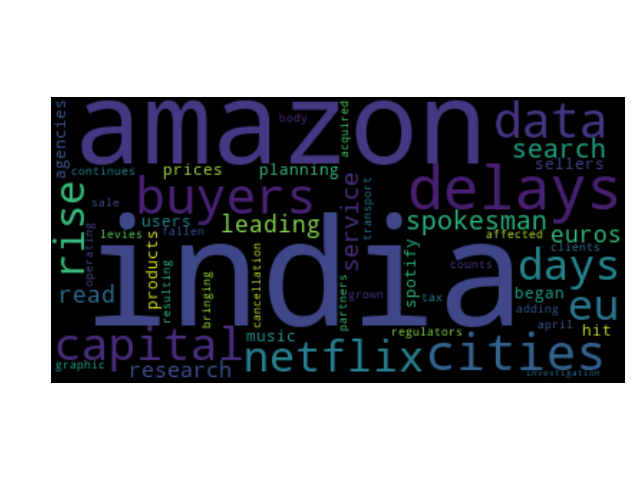 amazon
body
acquired
data
agencies
search
sellers
continues
prices
planning
buyers
delays
rise
sale
users
fallen
leading
service
transport
spokesman
levies
affected
euros
operating
india
products
resulting
bringing
cancellation
partners
grown
spotify
counts
clients
days
read
tax
began
adding
eu
april
hit
capital
music
regulators
netflix
cities
graphic
research
investigation